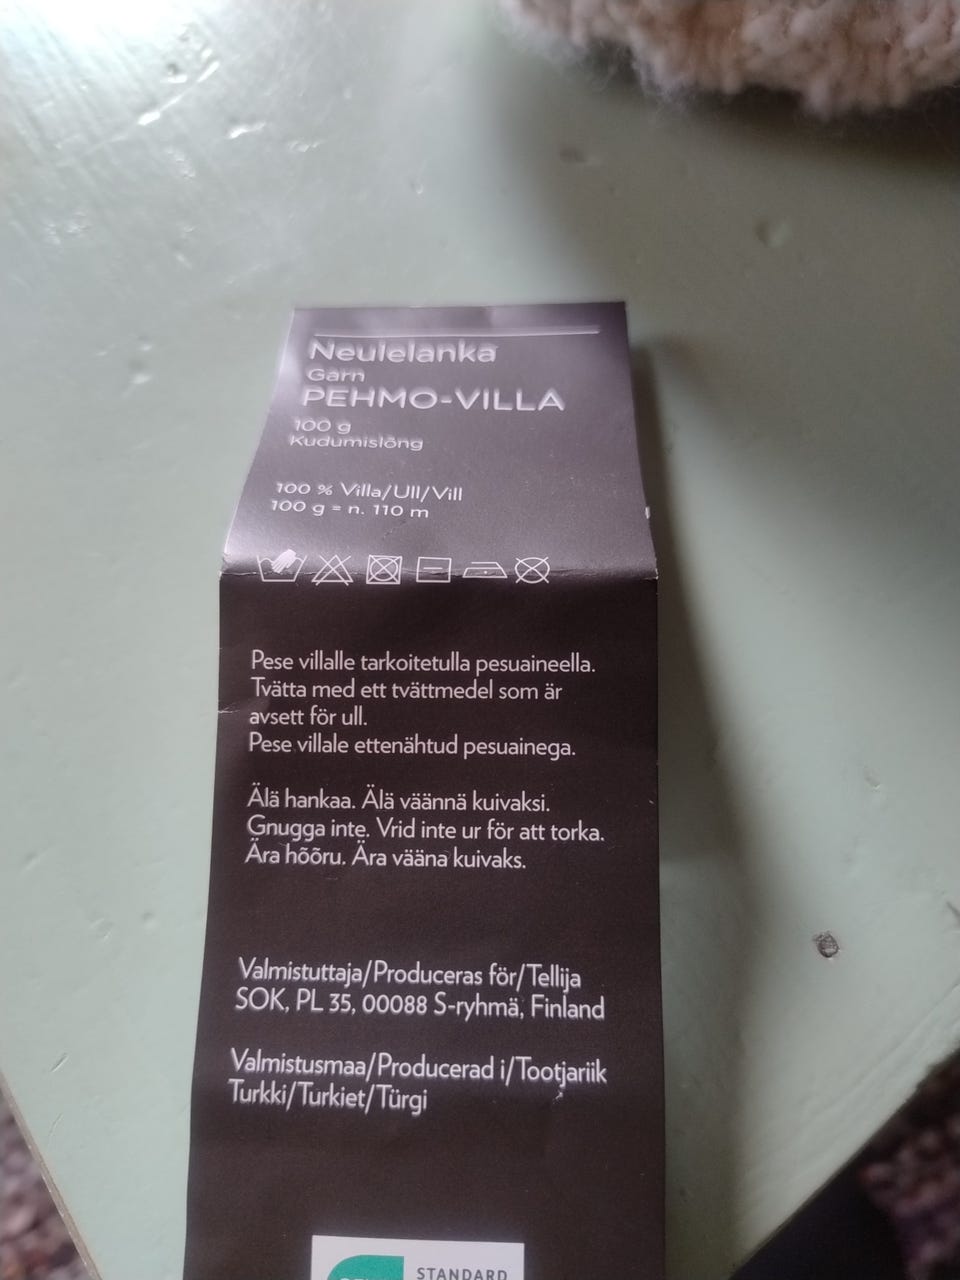 Neulelanka
Garn
PEHMO-VILLA
100 g
Kudumislõng
100 % Villa/Ull/Vill
100 g = n. 110 m
Pese villalle tarkoitetulla pesuaineella.
Tvätta med ett tvättmedel som är
avsett för ull.
Pese villale ettenähtud pesuainega.
Älä hankaa. Älä väännä kuivaksi.
Gnugga inte. Vrid inte ur för att torka.
Ära hõõru. Ära vääna kuivaks.
Valmistuttaja/Produceras för/Tellija
SOK, PL 35, 00088 S-ryhmä, Finland
Valmistusmaa/Producerad i/Tootjariik
Turkki/Turkiet/Türgi
STANDARD